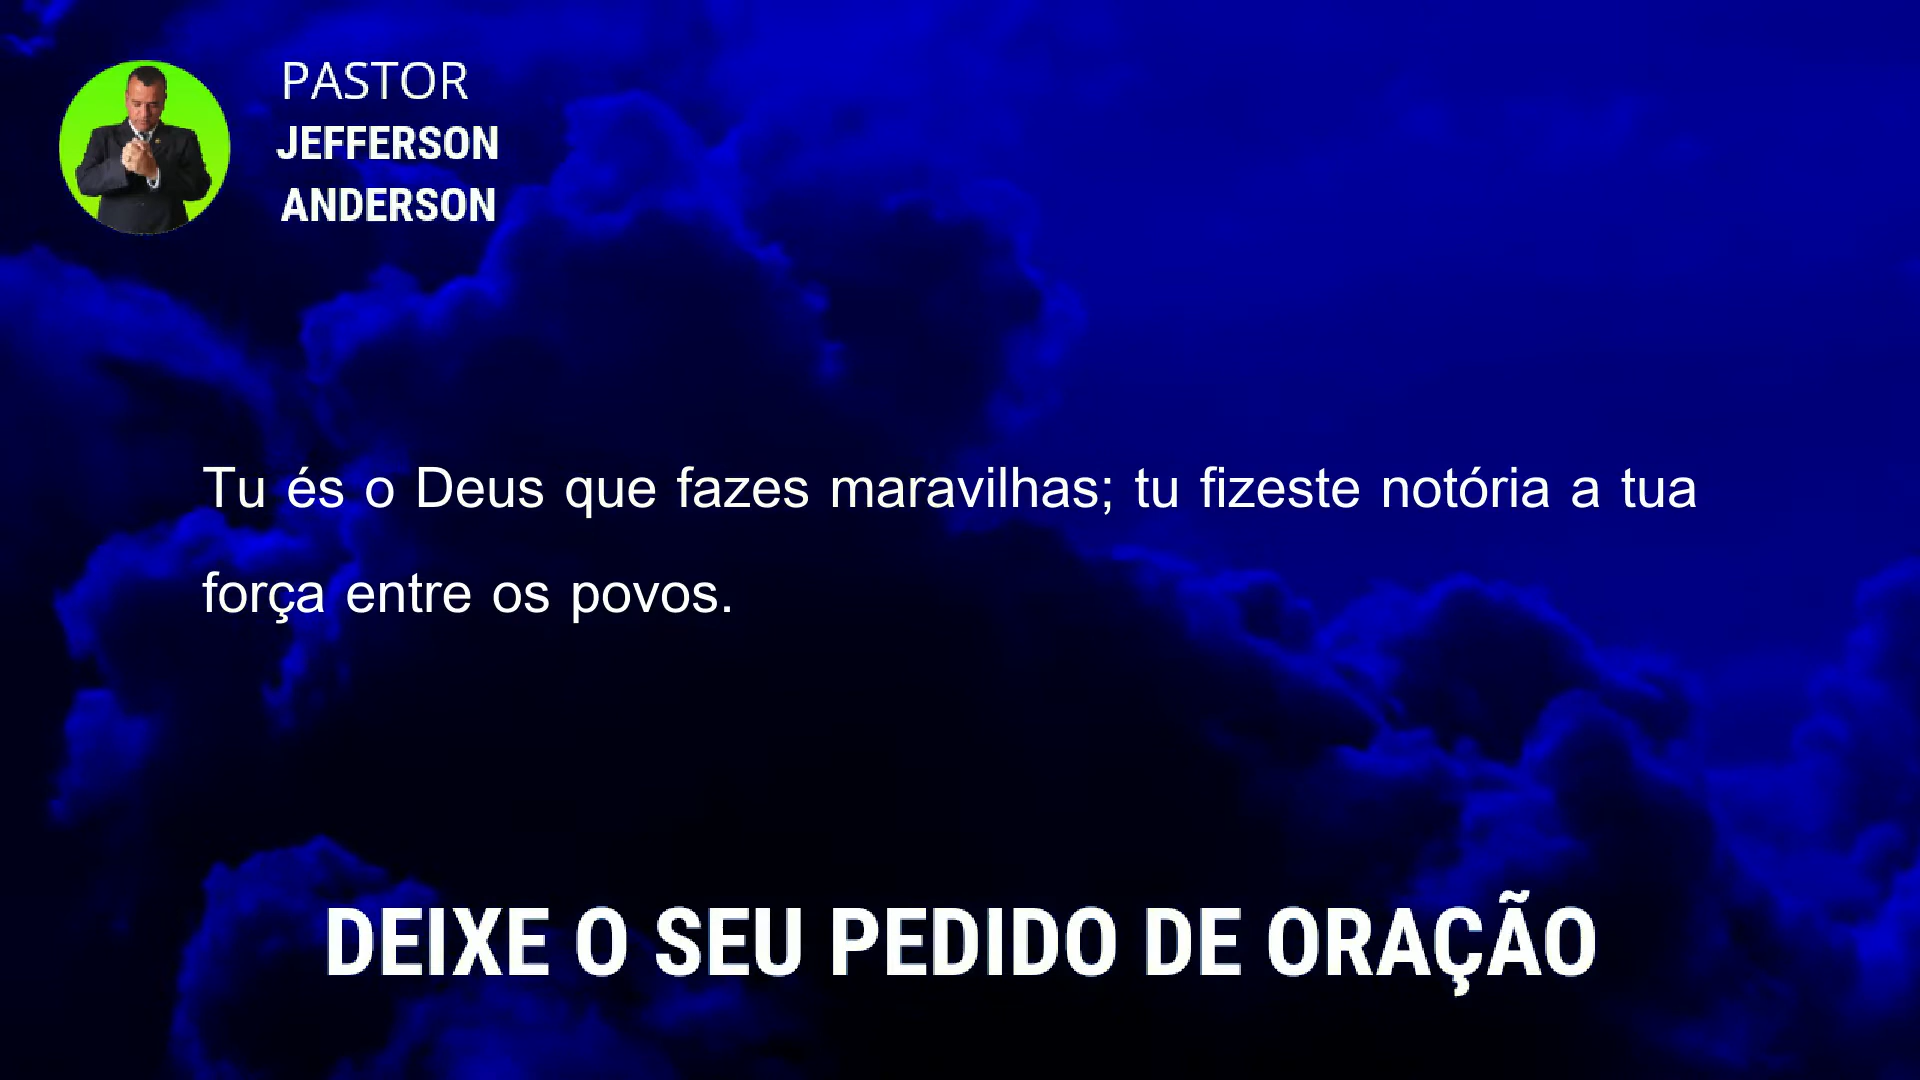 PASTOR
JEFFERSON
ANDERSON
Tu és o Deus que fazes maravilhas; tu fizeste notória a tua
força entre os povos.
DEIXE O SEU PEDIDO DE ORAÇÃO